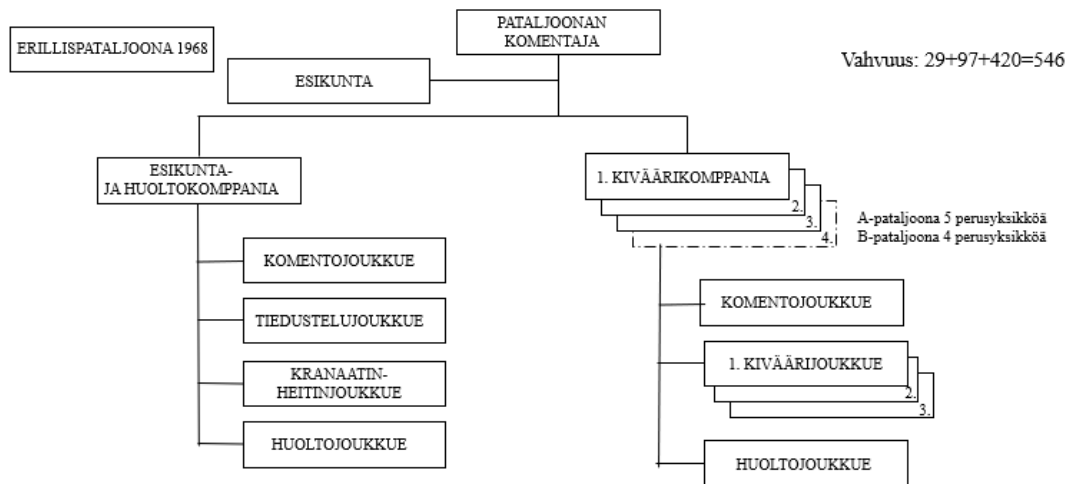 ERILLISPATALJOONA 1968
PATALJOONAN
KOMENTAJA
Vahvuus: 29+97+420=546
ESIKUNTA
ESIKUNTA-
JA HUOLTOKOMPPANIA
KOMENTOJOUKKUE
TIEDUSTELUJOUKKUE
KRANAATIN-
HEITINJOUKKUE
HUOLTOJOUKKUE
1. KIVÄÄRIKOMPPANIA
2.
3.
4.
A-pataljoona 5 perusyksikköä
B-pataljoona 4 perusyksikköä
KOMENTOJOUKKUE
1. KIVÄÄRIJOUKKUE
2.
3.
HUOLTOJOUKKUE